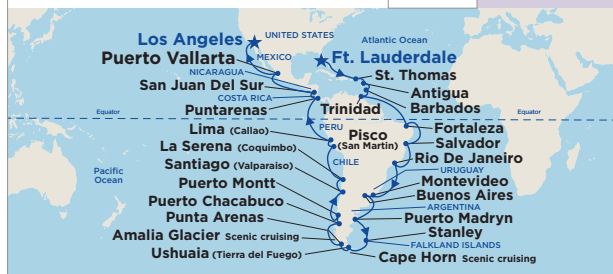 Los Angeles
UNITED STATES
Atlantic Ocean
Puerto Vallarta
MEXICO
Ft. Lauderdale
NICARAGUA
St. Thomas
San Juan Del Sur
Antigua
COSTA RICA
Barbados
Puntarenas
Trinidad
Equator
Equator
Lima (Callao)
PERU
Pisco
(San Martin)
Fortaleza
La Serena (Coquimbo)
Salvador
Santiago (Valparaiso)
CHILE
Rio De Janeiro
Pacific
Ocean
URUGUAY
Puerto Montt
Montevideo
Puerto Chacabuco
Buenos Aires
ARGENTINA
Punta Arenas
Puerto Madryn
Amalia Glacier Scenic cruising
Stanley
FALKLAND ISLANDS
Ushuaia (Tierra del Fuego)
Cape Horn Scenic cruising